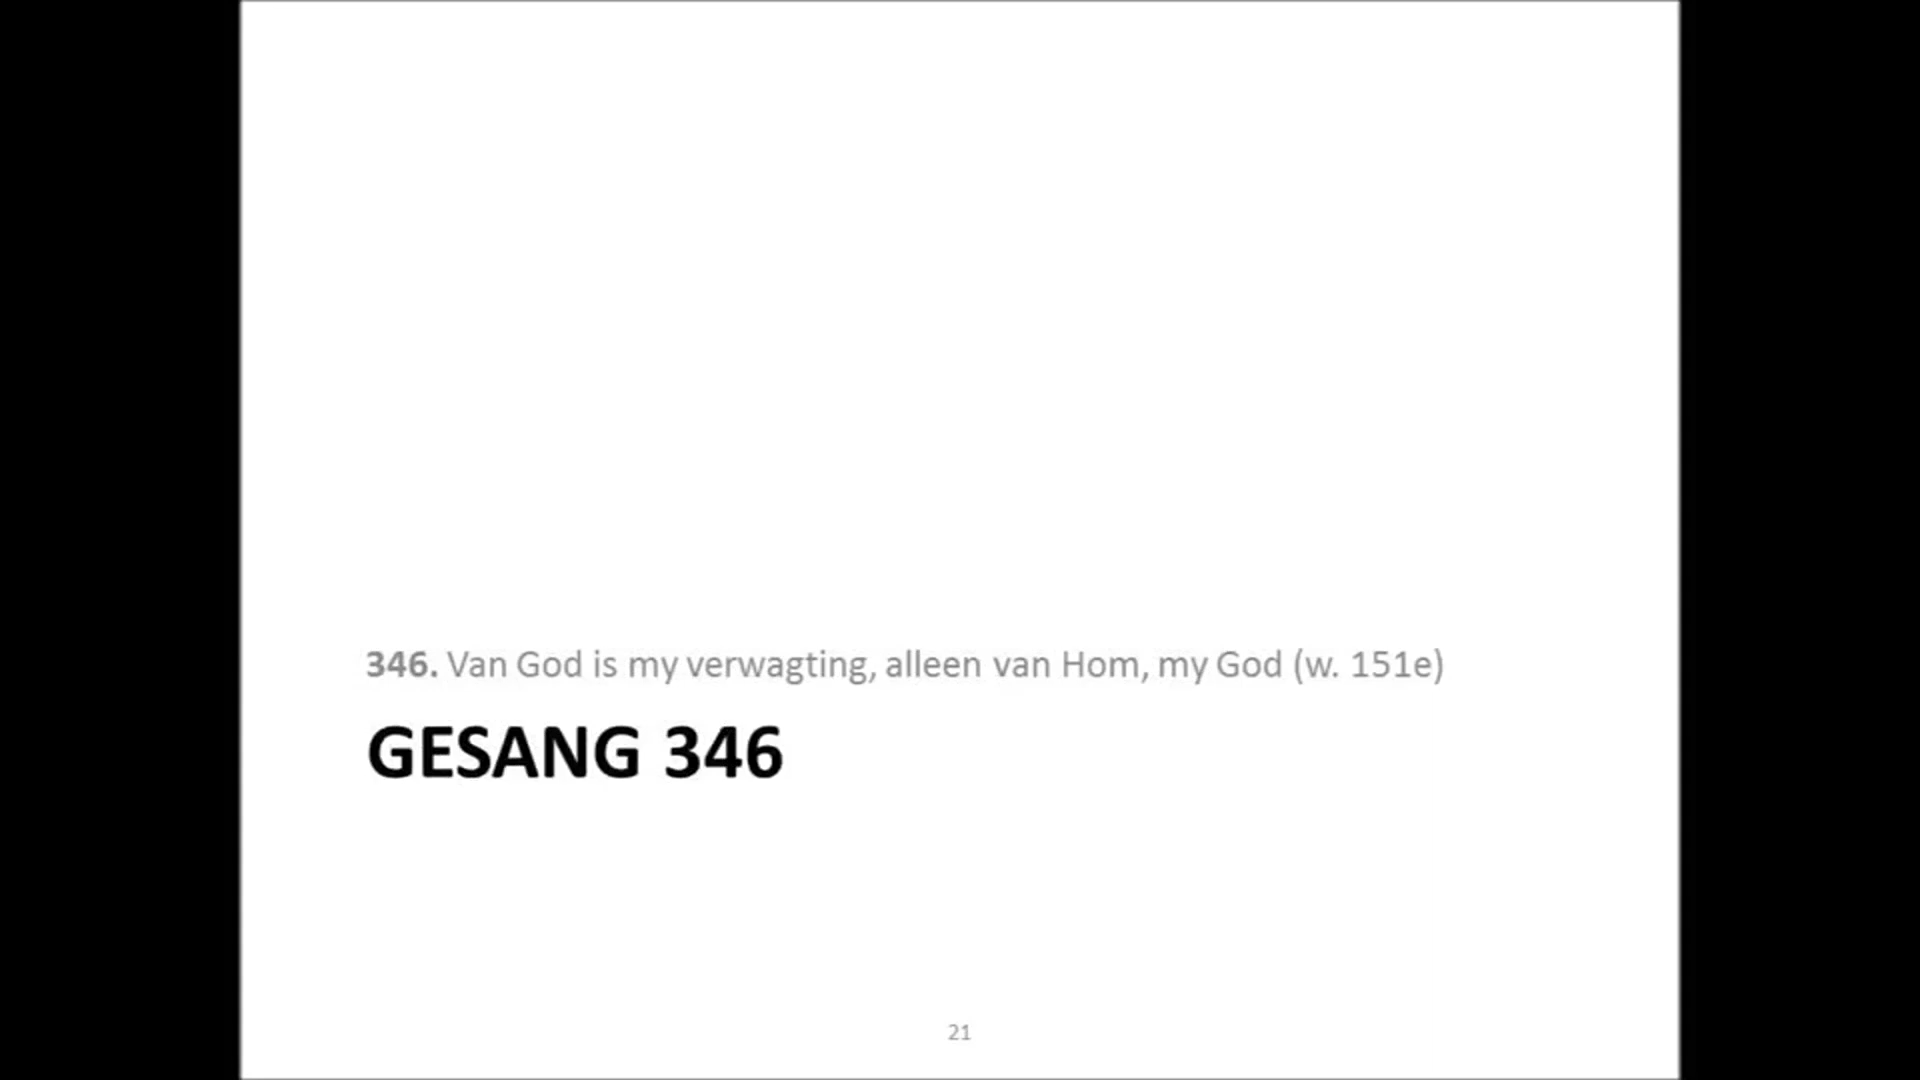 346. Van God is my verwagting, alleen van Hom, my God (w. 151e)
GESANG 346
21